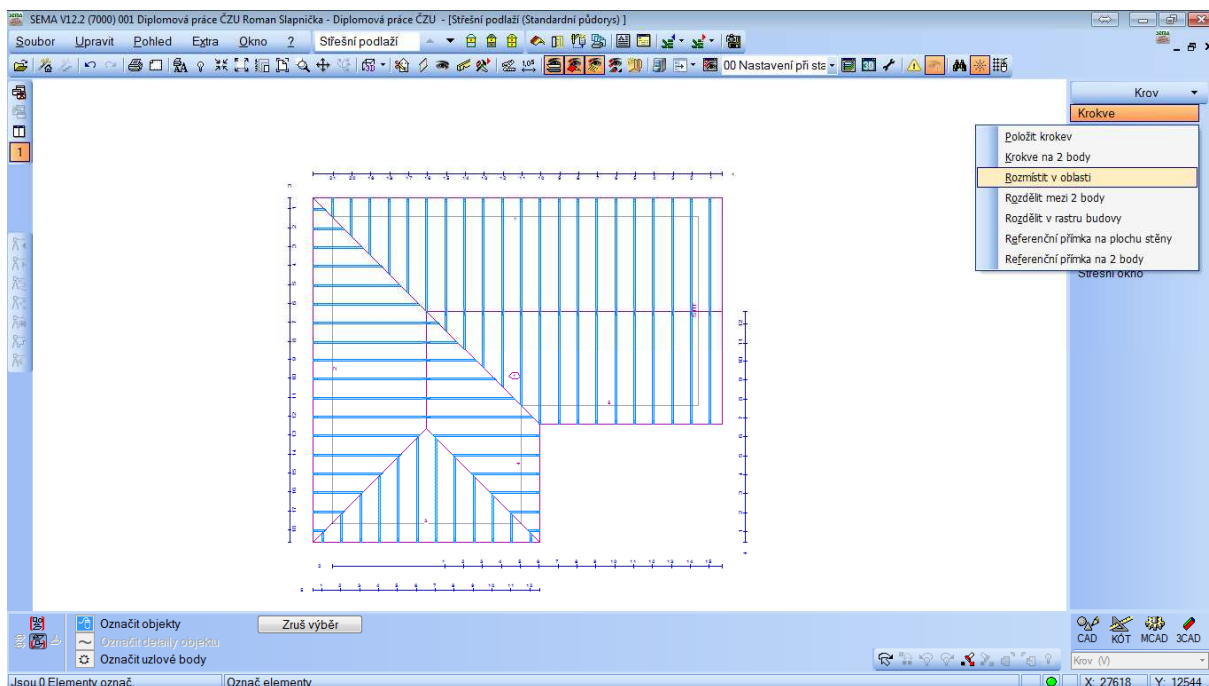 SEMA V12.2 (7000) 001 Diplomová práce ČZU Roman Slapnička - Diplomová práce ČZU - [Střešní podlaží (Standardní půdorys) ]
Soubor Upravit Pohled Extra Okno ? Střešní podlaží
00 Nastavení při sta
1
Krov
Krokve
Položit krokev
Krokve na 2 body
Rozmístit v oblasti
Rozdělit mezi 2 body
Rozdělit v rastru budovy
Referenční přímka na plochu stěny
Referenční přímka na 2 body
Střešní okno
Označit objekty
Zruš výběr
Označit detaily objektu
Označit uzlové body
CAD KÓT MCAD 3CAD
Krov (V)
Jsou 0 Elementy označ.
Označ elementy
X: 27618 Y: 12544